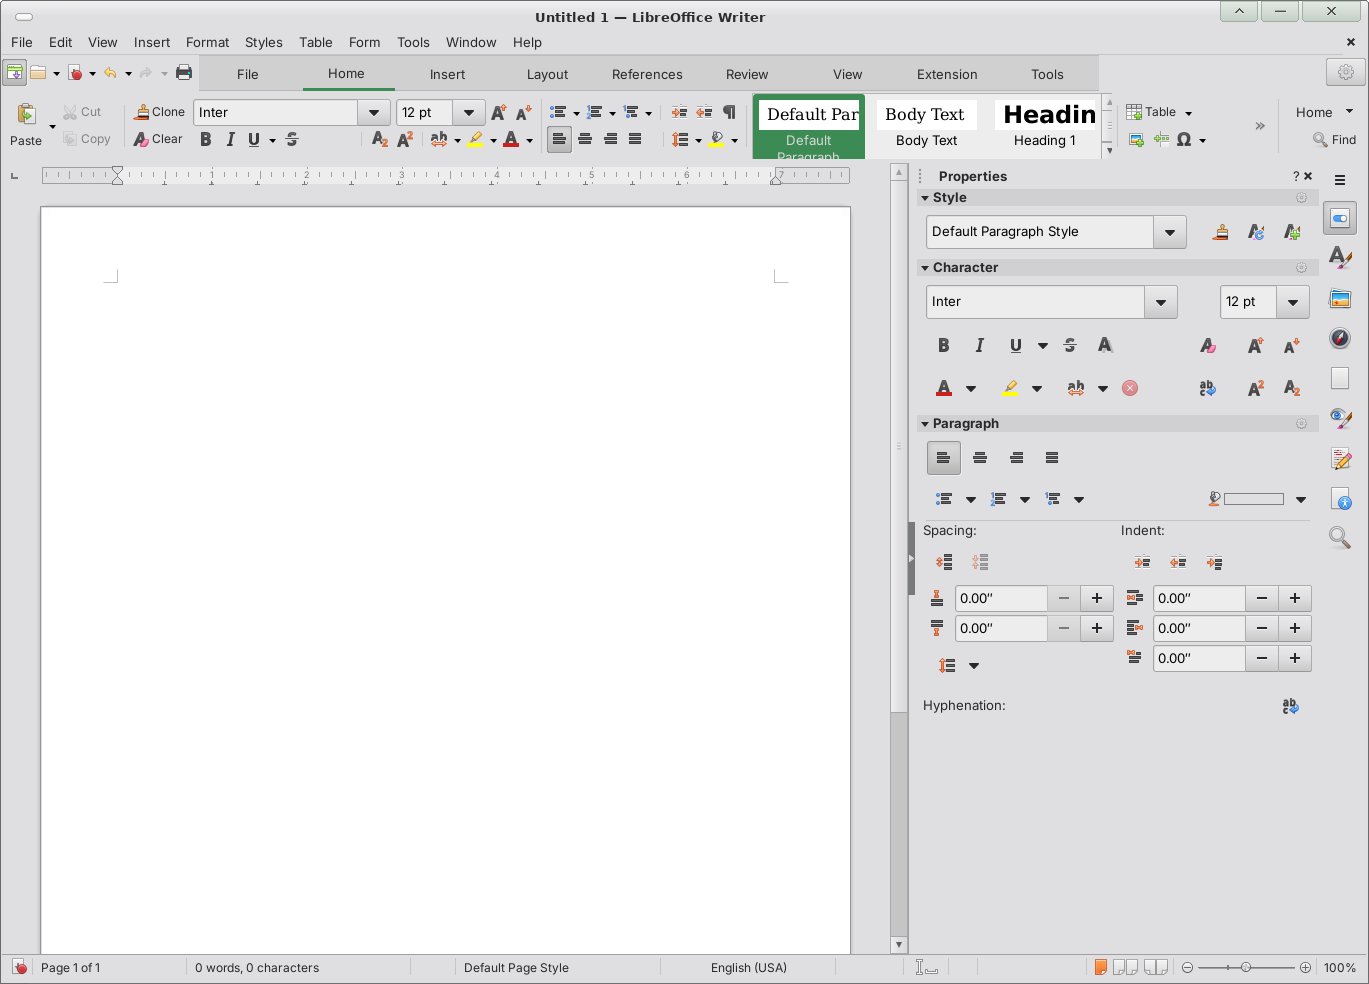 Untitled 1 — LibreOffice Writer
File Edit View Insert Format Styles Table Form Tools Window Help
File Home Insert Layout References Review View Extension Tools
Paste
Cut
Copy
Clone
Clear
Inter
12 pt
Default Par
Default
Paragraph
Body Text
Body Text
Headin
Heading 1
Table
Home
Find
1 2 3 4 5 6 7
Properties
Style
Default Paragraph Style
Character
Inter
12 pt
Paragraph
Spacing:
Indent:
0.00″
0.00″
0.00″
0.00″
0.00″
Hyphenation:
Page 1 of 1
0 words, 0 characters
Default Page Style
English (USA)
100%